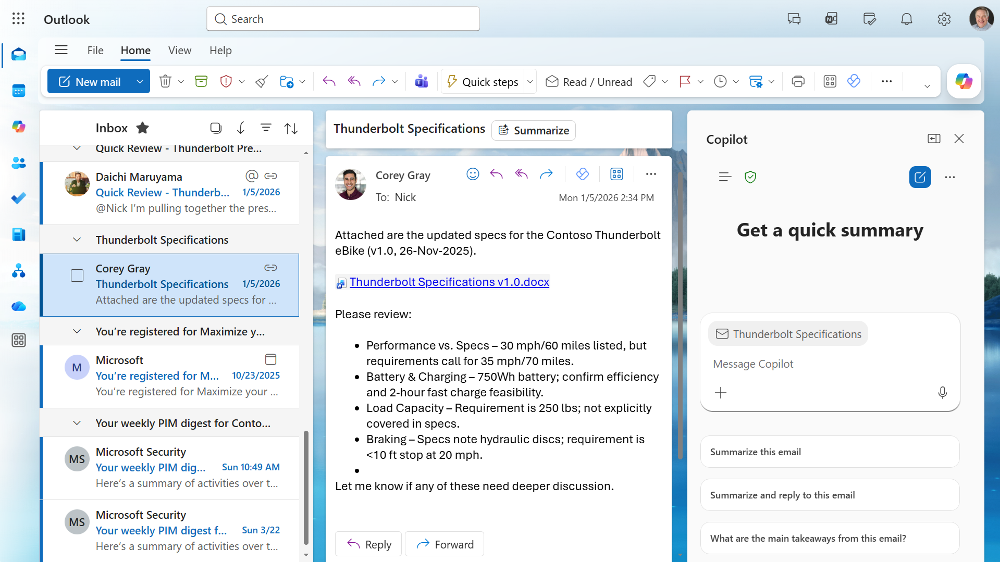 Outlook
Search
File
Home
View
Help
New mail
Quick steps
Read / Unread
Inbox
Quick Review - Thunderbolt Pre...
Daichi Maruyama
Quick Review - Thunderb... 1/5/2026
@Nick I’m pulling together the pres...
Thunderbolt Specifications
Corey Gray
Thunderbolt Specifications 1/5/2026
Attached are the updated specs for ...
You’re registered for Maximize y...
M
Microsoft
You’re registered for M... 10/23/2025
You’re registered for Maximize your ...
Your weekly PIM digest for Conto...
MS
Microsoft Security
Your weekly PIM dig... Sun 10:49 AM
Here’s a summary of activities over t...
MS
Microsoft Security
Your weekly PIM digest f... Sun 3/22
Here’s a summary of activities over t...
Thunderbolt Specifications
Summarize
Corey Gray
To: Nick
Mon 1/5/2026 2:34 PM
Attached are the updated specs for the Contoso Thunderbolt
eBike (v1.0, 26-Nov-2025).
Thunderbolt Specifications v1.0.docx
Please review:
• Performance vs. Specs – 30 mph/60 miles listed, but
requirements call for 35 mph/70 miles.
• Battery & Charging – 750Wh battery; confirm efficiency
and 2-hour fast charge feasibility.
• Load Capacity – Requirement is 250 lbs; not explicitly
covered in specs.
• Braking – Specs note hydraulic discs; requirement is
<10 ft stop at 20 mph.
•
Let me know if any of these need deeper discussion.
Reply
Forward
Copilot
Get a quick summary
Thunderbolt Specifications
Message Copilot
Summarize this email
Summarize and reply to this email
What are the main takeaways from this email?